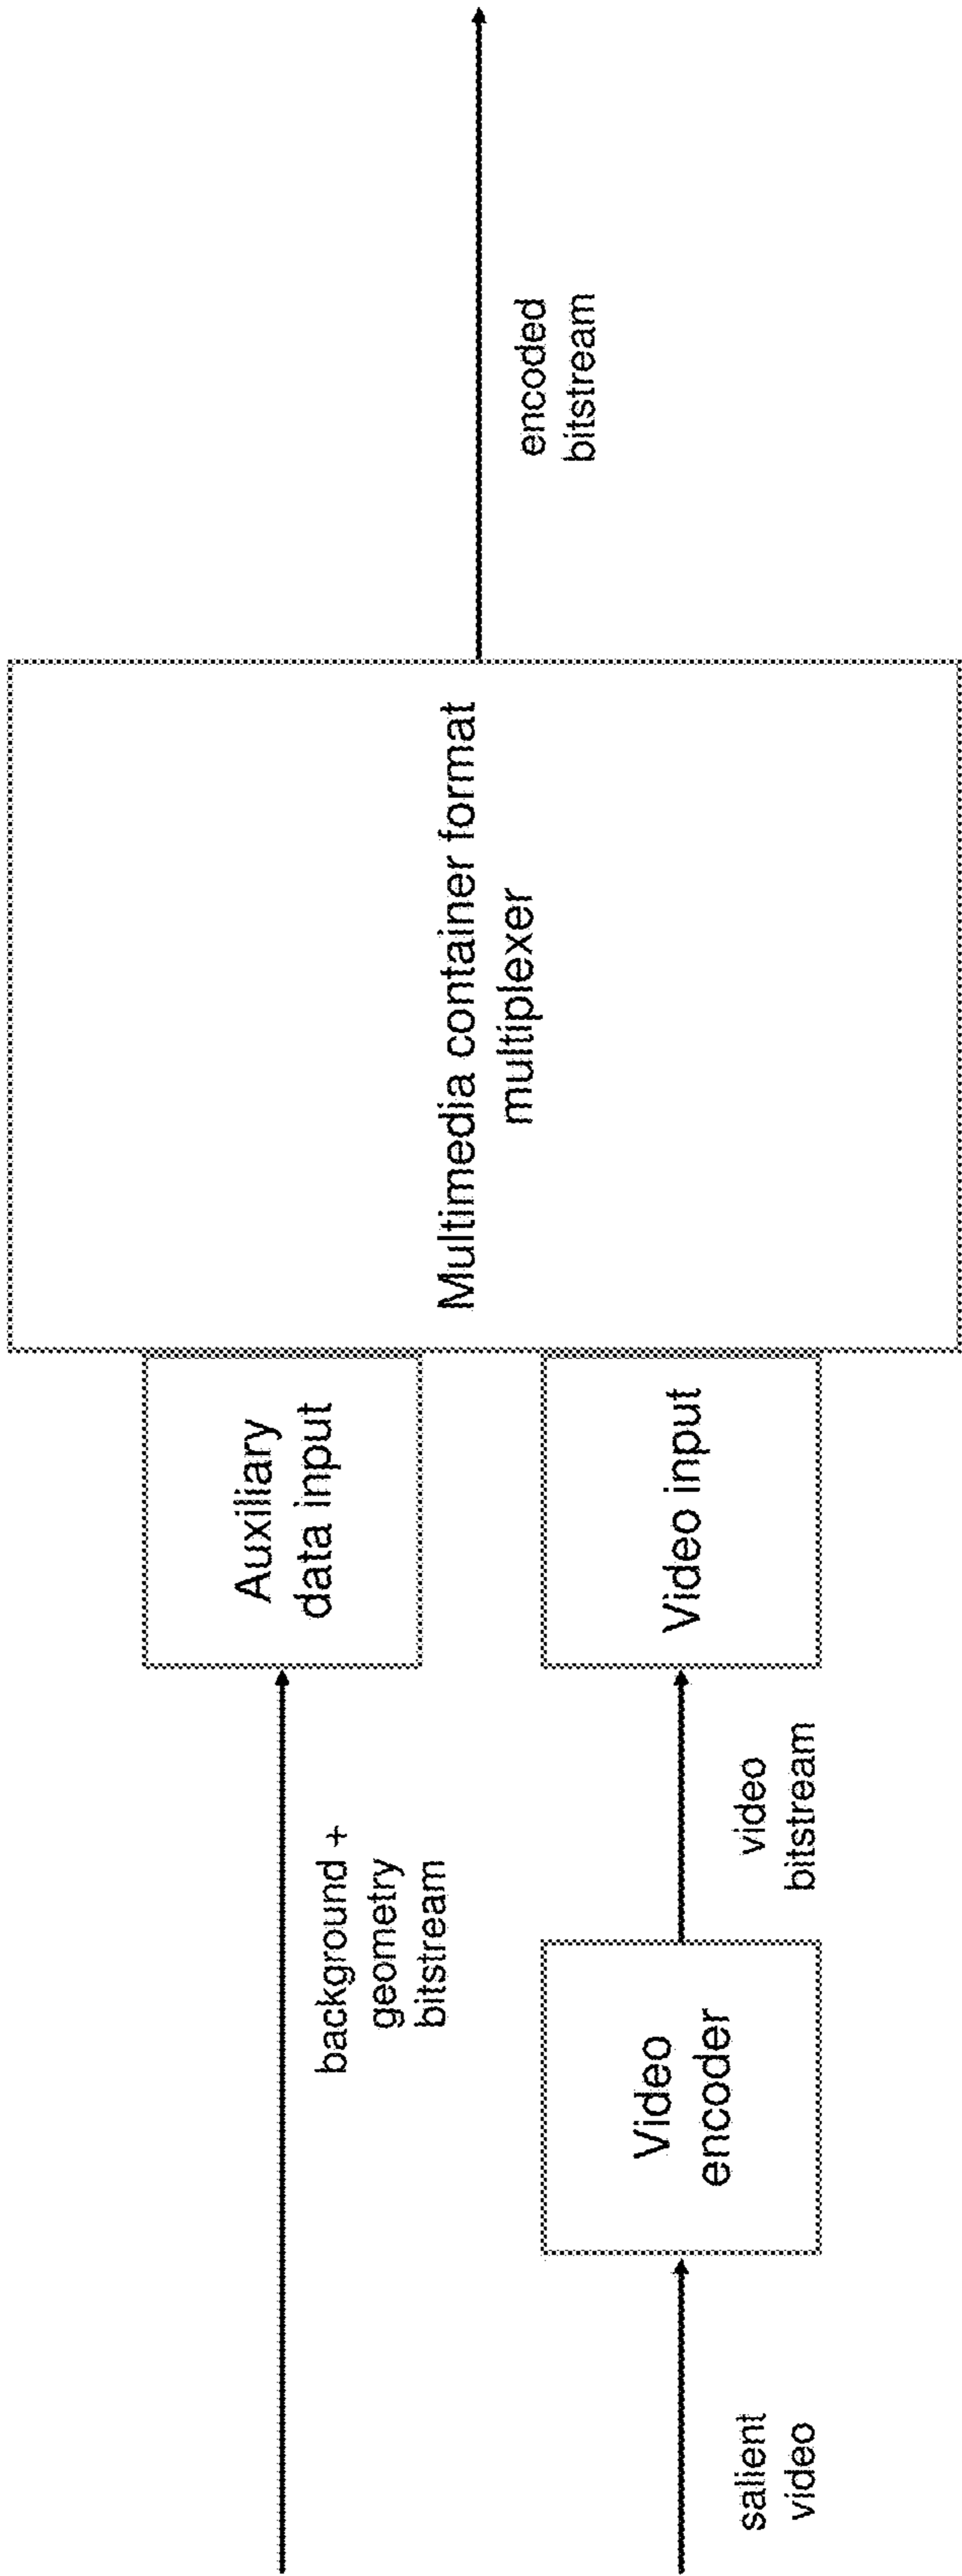 background +
geometry
bitstream
Auxiliary
data input
salient
video
Video
encoder
video
bitstream
Video input
Multimedia container format
multiplexer
encoded
bitstream